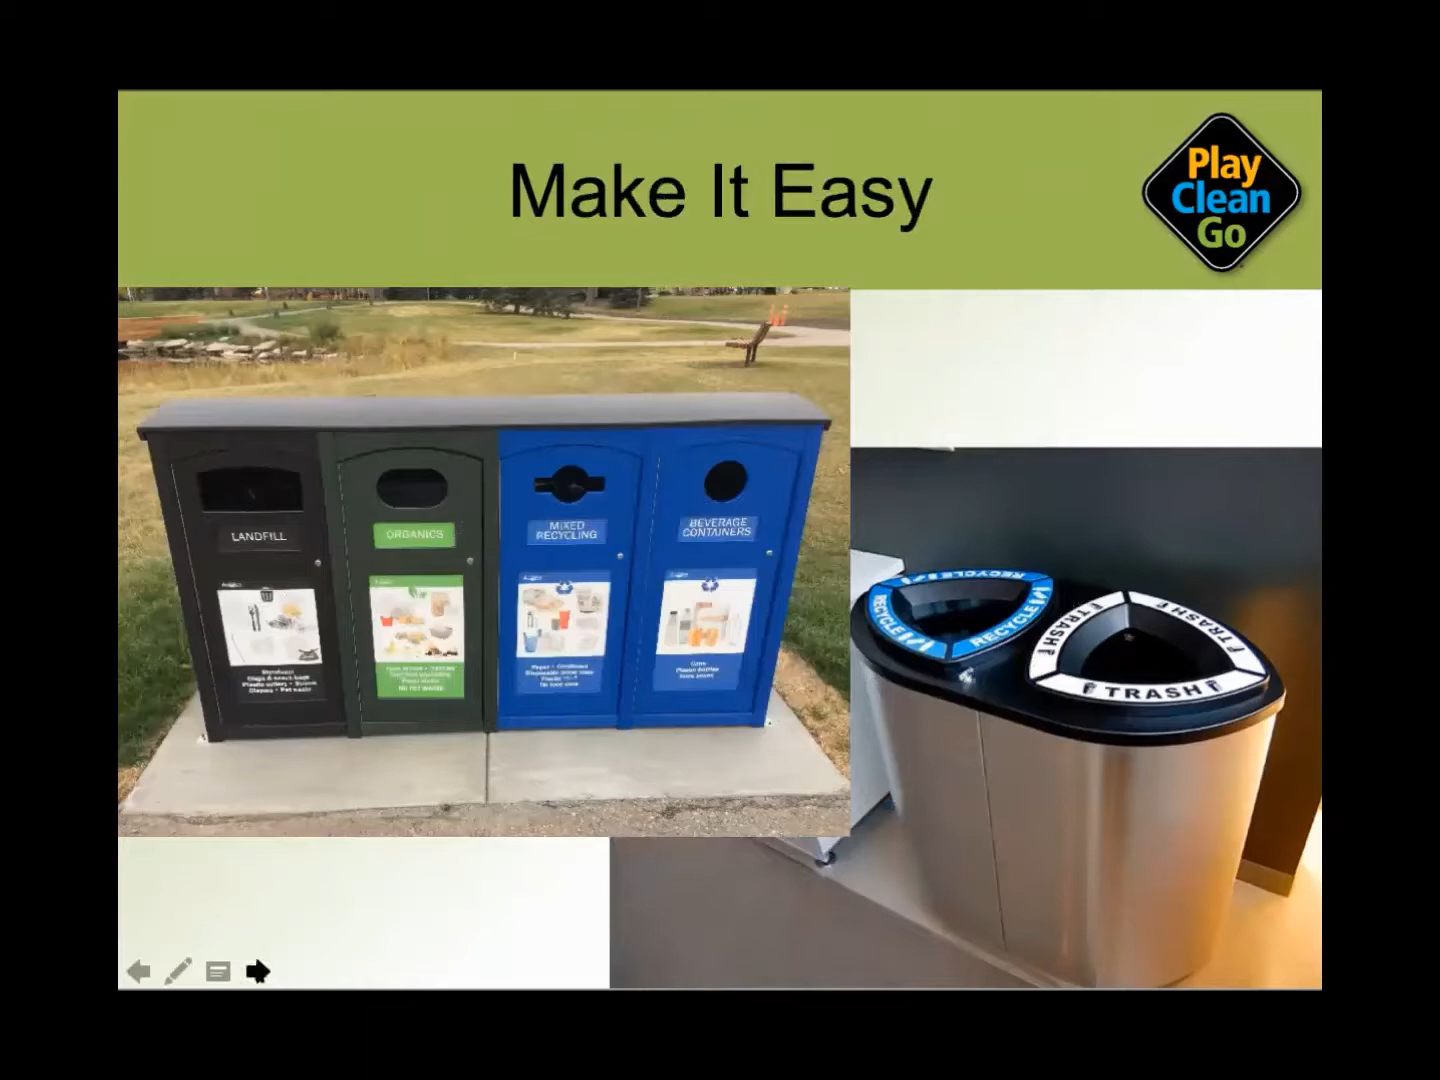 Make It Easy
Play
Clean
Go
LANDFILL
ORGANICS
MIXED
RECYCLING
BEVERAGE
CONTAINERS
NO PET WASTE
RECYCLE
RECYCLE
RECYCLE
TRASH
TRASH
TRASH